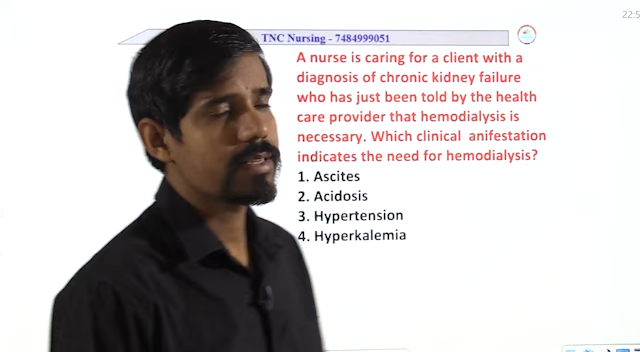 22:5
TNC Nursing - 7484999051
A nurse is caring for a client with a
diagnosis of chronic kidney failure
who has just been told by the health
care provider that hemodialysis is
necessary. Which clinical anifestation
indicates the need for hemodialysis?
1. Ascites
2. Acidosis
3. Hypertension
4. Hyperkalemia